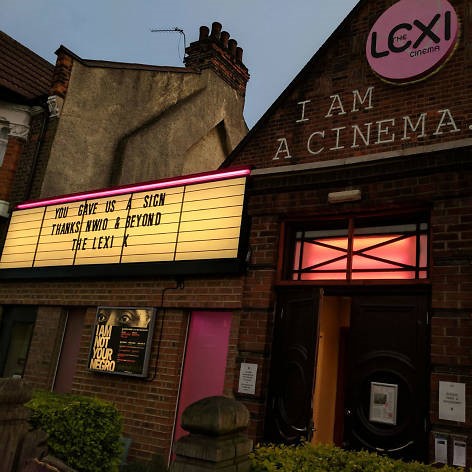 THE
LEXI
CINEMA
I AM
A CINEMA.
YOU GAVE US A SIGN
THANKS NW10 & BEYOND
THE LEXI X
I AM
NOT
YOUR
NEGRO